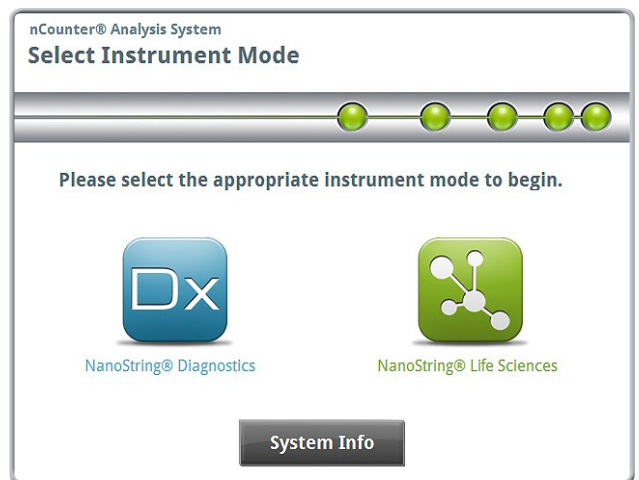 nCounter® Analysis System
Select Instrument Mode
Please select the appropriate instrument mode to begin.
Dx
NanoString® Diagnostics
NanoString® Life Sciences
System Info